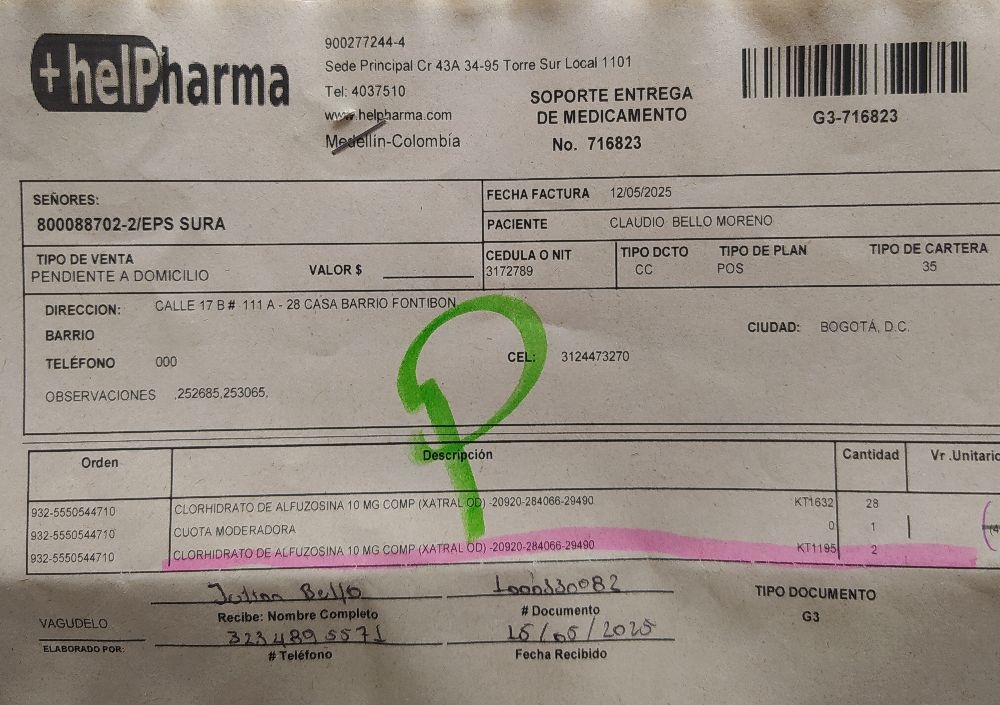 +helPharma
900277244-4
Sede Principal Cr 43A 34-95 Torre Sur Local 1101
Tel: 4037510
www.helpharma.com
Medellín-Colombia
SOPORTE ENTREGA
DE MEDICAMENTO
No. 716823
G3-716823
SEÑORES:
800088702-2/EPS SURA
FECHA FACTURA 12/05/2025
PACIENTE CLAUDIO BELLO MORENO
TIPO DE VENTA
PENDIENTE A DOMICILIO
VALOR $
CEDULA O NIT
3172789
TIPO DCTO
CC
TIPO DE PLAN
POS
TIPO DE CARTERA
35
DIRECCION: CALLE 17 B # 111 A - 28 CASA BARRIO FONTIBON
BARRIO
CIUDAD: BOGOTÁ, D.C.
TELÉFONO 000
CEL: 3124473270
OBSERVACIONES ,252685,253065,
P
Orden Descripción Cantidad Vr .Unitario
932-5550544710 CLORHIDRATO DE ALFUZOSINA 10 MG COMP (XATRAL OD) -20920-284066-29490 KT1632 28
932-5550544710 CUOTA MODERADORA 0 1
932-5550544710 CLORHIDRATO DE ALFUZOSINA 10 MG COMP (XATRAL OD) -20920-284066-29490 KT1195 2
Bello
Recibe: Nombre Completo
# Documento
TIPO DOCUMENTO
G3
VAGUDELO
ELABORADO POR:
323 489 5571
# Teléfono
15/05/2025
Fecha Recibido